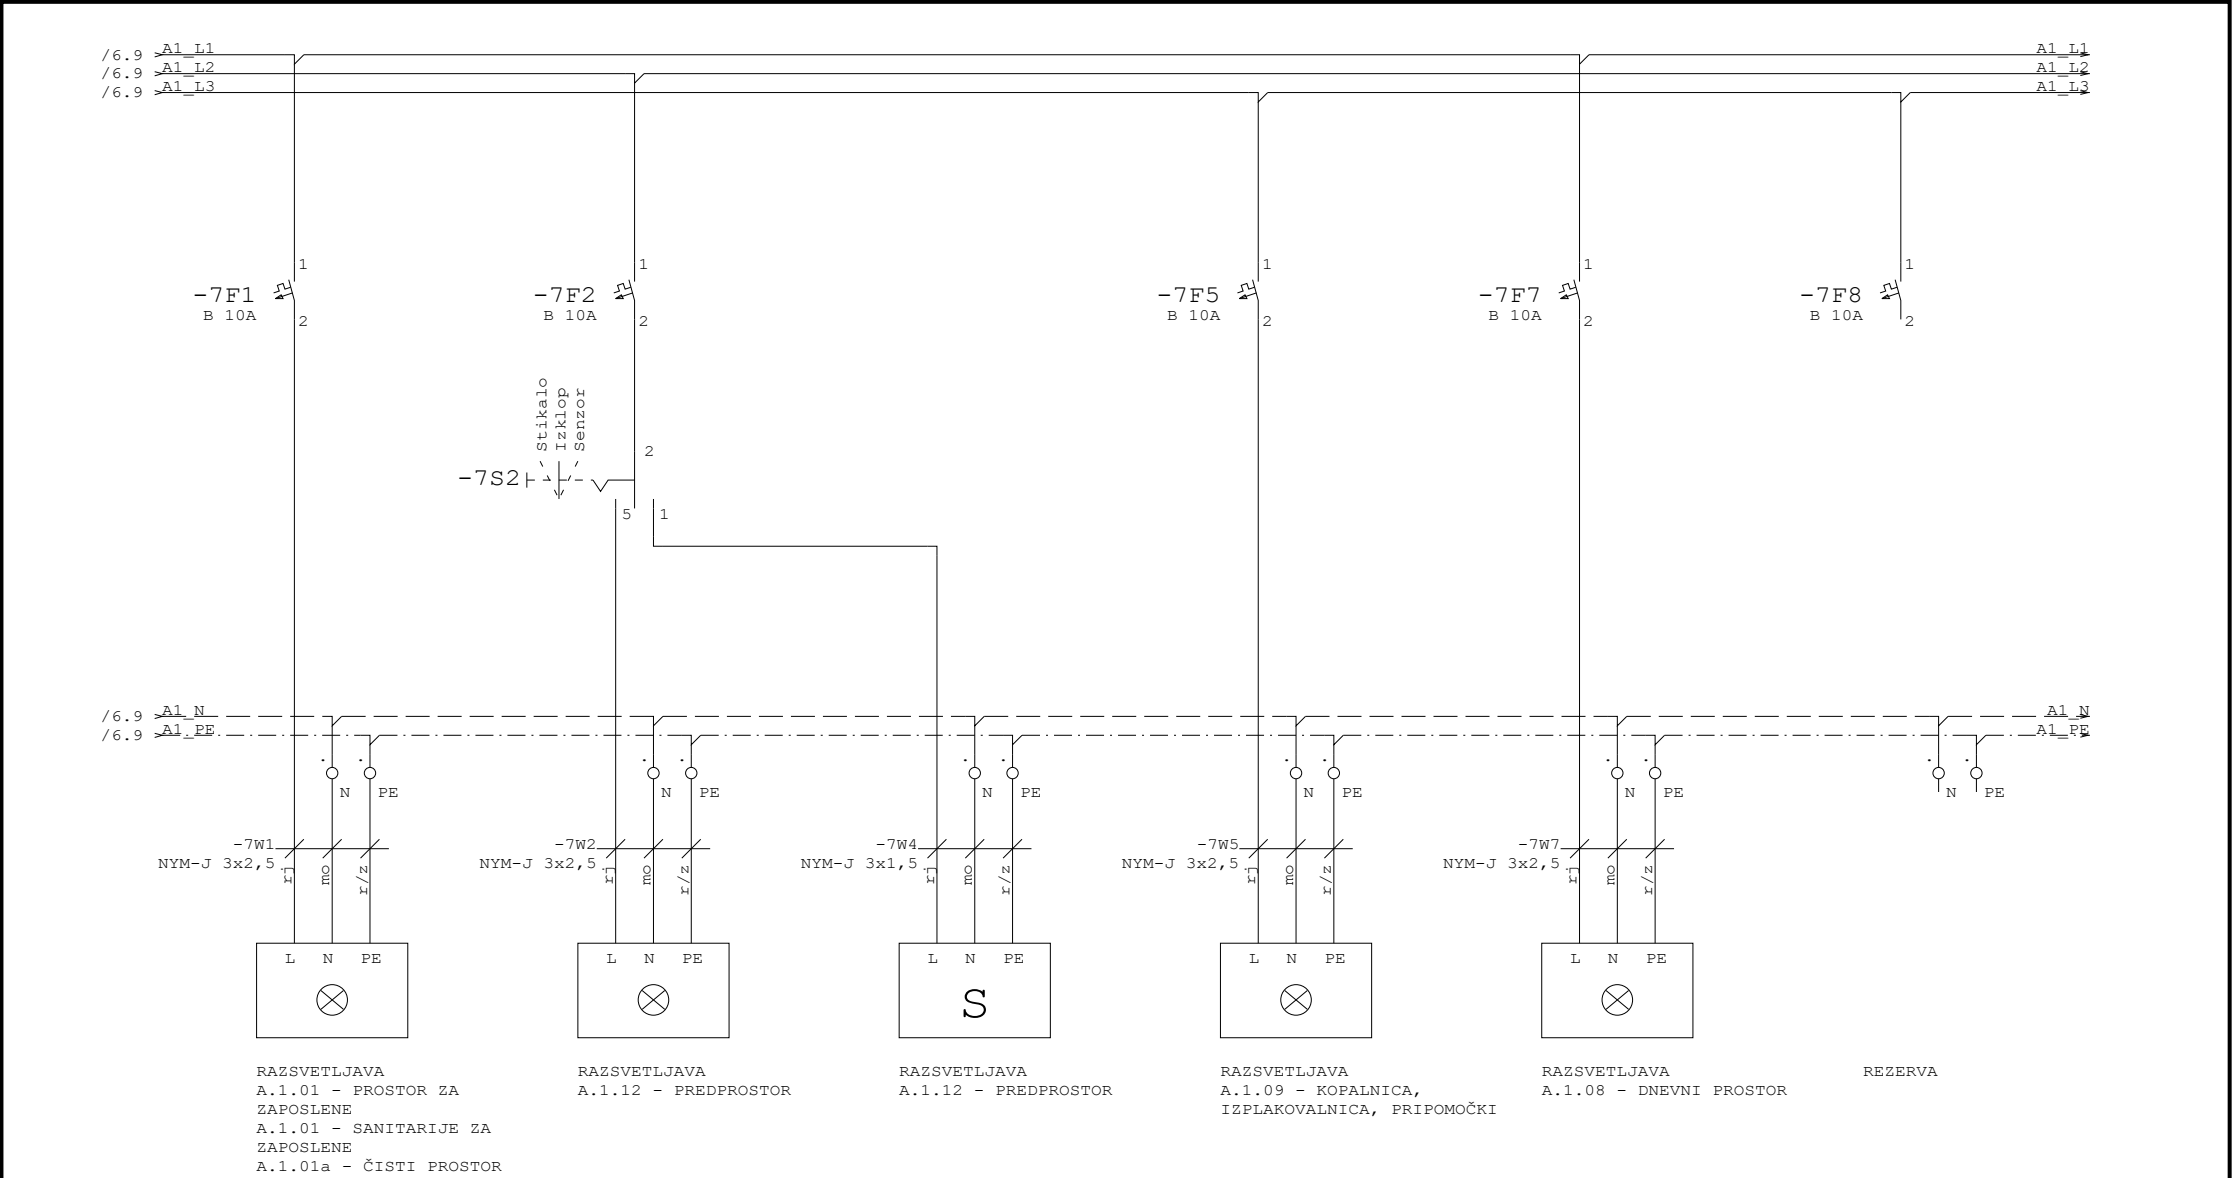 /6.9 A1_L1 A1_L1
/6.9 A1_L2 A1_L2
/6.9 A1_L3 A1_L3
1 1 1 1 1
-7F1 -7F2 -7F5 -7F7 -7F8
B 10A B 10A B 10A B 10A B 10A
2 2 2 2 2
Stikalo
Izklop
Senzor
2
-7S2
5 1
/6.9 A1_N A1_N
/6.9 A1_PE A1_PE
N PE N PE N PE N PE N PE N PE
-7W1 -7W2 -7W4 -7W5 -7W7
NYM-J 3x2,5 NYM-J 3x2,5 NYM-J 3x1,5 NYM-J 3x2,5 NYM-J 3x2,5
rj mo r/z rj mo r/z rj mo r/z rj mo r/z rj mo r/z
L N PE L N PE L N PE L N PE L N PE
S
RAZSVETLJAVA
A.1.01 - PROSTOR ZA
ZAPOSLENE
A.1.01 - SANITARIJE ZA
ZAPOSLENE
A.1.01a - ČISTI PROSTOR
RAZSVETLJAVA
A.1.12 - PREDPROSTOR
RAZSVETLJAVA
A.1.12 - PREDPROSTOR
RAZSVETLJAVA
A.1.09 - KOPALNICA,
IZPLAKOVALNICA, PRIPOMOČKI
RAZSVETLJAVA
A.1.08 - DNEVNI PROSTOR
REZERVA